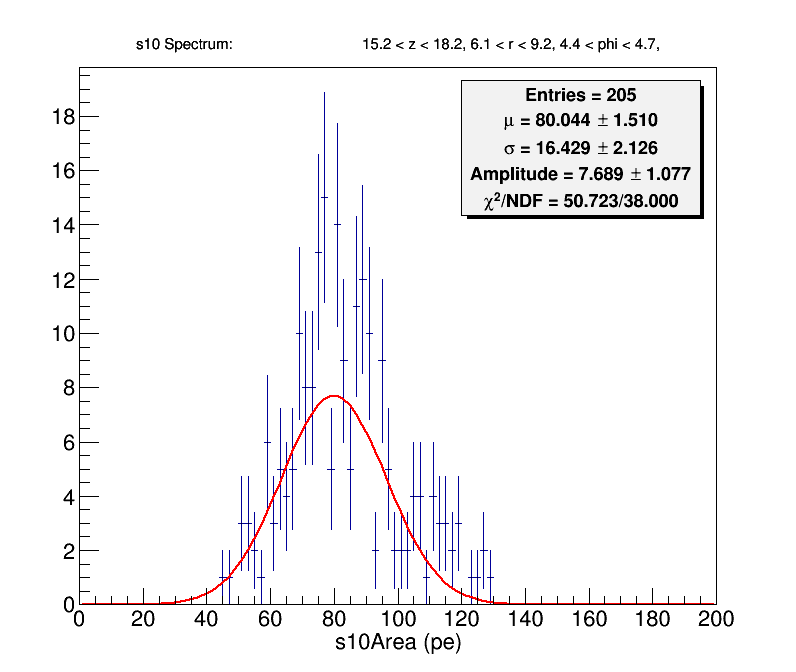 s10 Spectrum: 15.2 < z < 18.2, 6.1 < r < 9.2, 4.4 < phi < 4.7,
Entries = 205
μ = 80.044 ± 1.510
σ = 16.429 ± 2.126
Amplitude = 7.689 ± 1.077
χ²/NDF = 50.723/38.000
18
16
14
12
10
8
6
4
2
0
0 20 40 60 80 100 120 140 160 180 200
s10Area (pe)